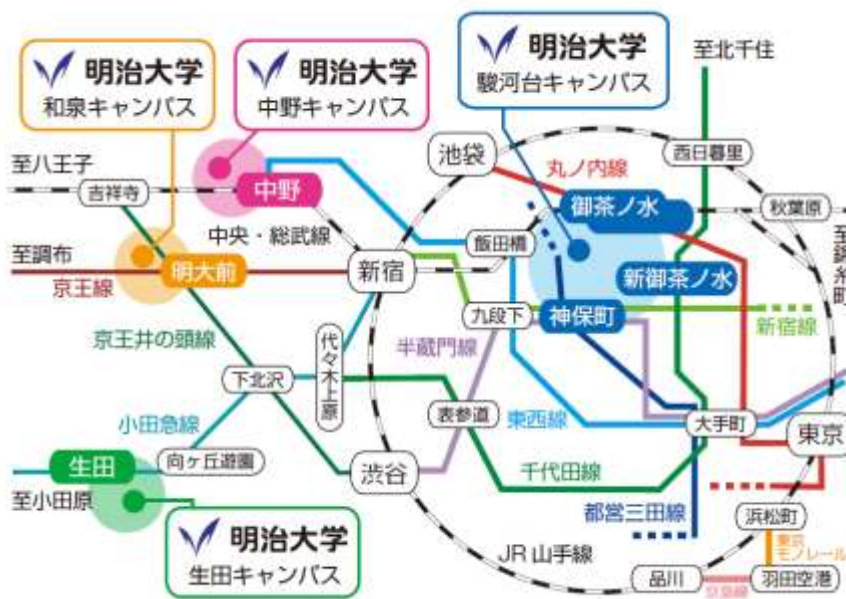 明治大学
和泉キャンパス
明治大学
中野キャンパス
明治大学
駿河台キャンパス
至北千住
池袋
丸ノ内線
西日暮里
至八王子
吉祥寺
中野
御茶ノ水
秋葉原
中央・総武線
飯田橋
至調布
明大前
新宿
新御茶ノ水
至錦糸町
京王線
九段下
神保町
新宿線
京王井の頭線
代々木上原
半蔵門線
下北沢
小田急線
表参道
東西線
大手町
東京
生田
向ヶ丘遊園
渋谷
千代田線
至小田原
都営三田線
浜松町
明治大学
生田キャンパス
JR山手線
東京
モノレール
品川
羽田空港
京急線